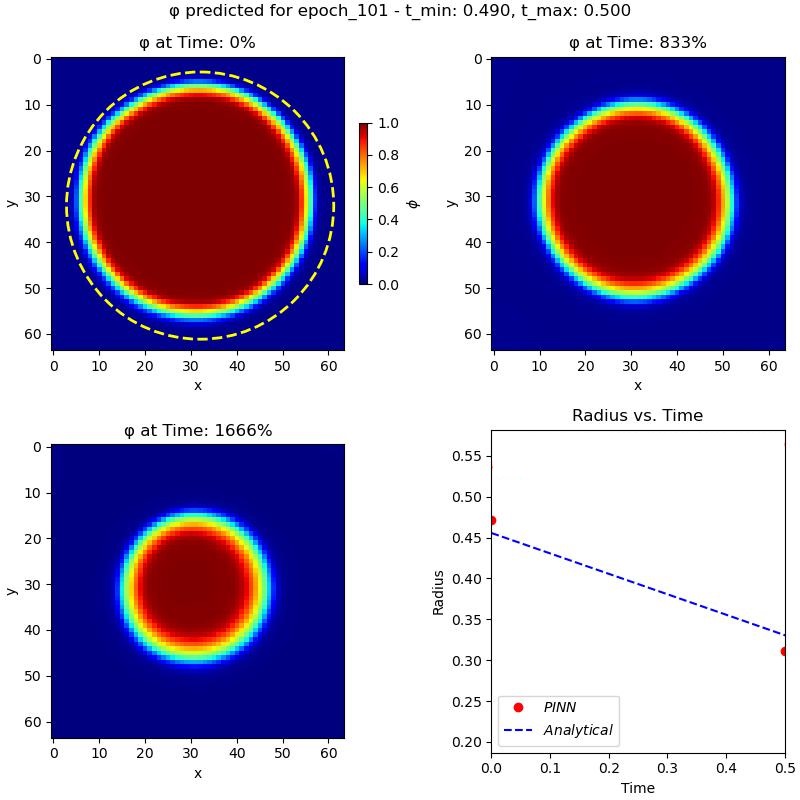 φ predicted for epoch_101 - t_min: 0.490, t_max: 0.500
φ at Time: 0%
0
10
20
30
40
50
60
y
0 10 20 30 40 50 60
x
1.0
0.8
0.6
0.4
0.2
0.0
ϕ
φ at Time: 833%
0
10
20
30
40
50
60
y
0 10 20 30 40 50 60
x
φ at Time: 1666%
0
10
20
30
40
50
60
y
0 10 20 30 40 50 60
x
Radius vs. Time
0.55
0.50
0.45
0.40
0.35
0.30
0.25
0.20
Radius
PINN
Analytical
0.0 0.1 0.2 0.3 0.4 0.5
Time